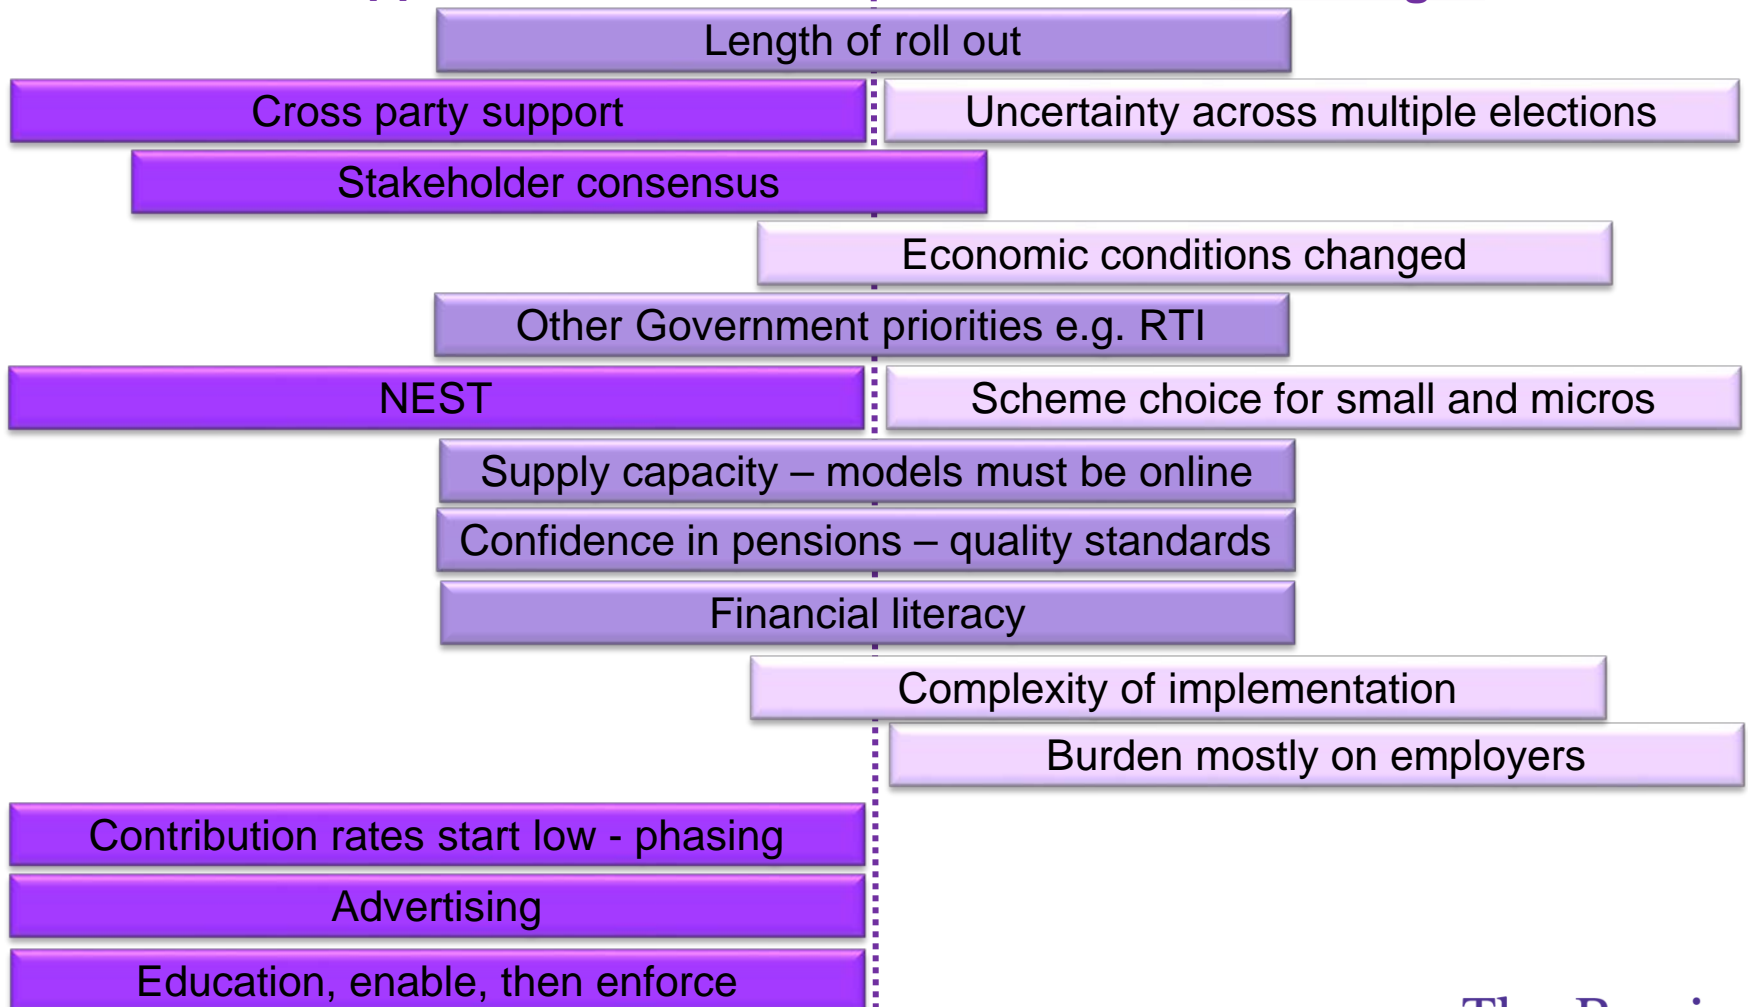 Length of roll out
Cross party support
Uncertainty across multiple elections
Stakeholder consensus
Economic conditions changed
Other Government priorities e.g. RTI
NEST
Scheme choice for small and micros
Supply capacity – models must be online
Confidence in pensions – quality standards
Financial literacy
Complexity of implementation
Burden mostly on employers
Contribution rates start low - phasing
Advertising
Education, enable, then enforce